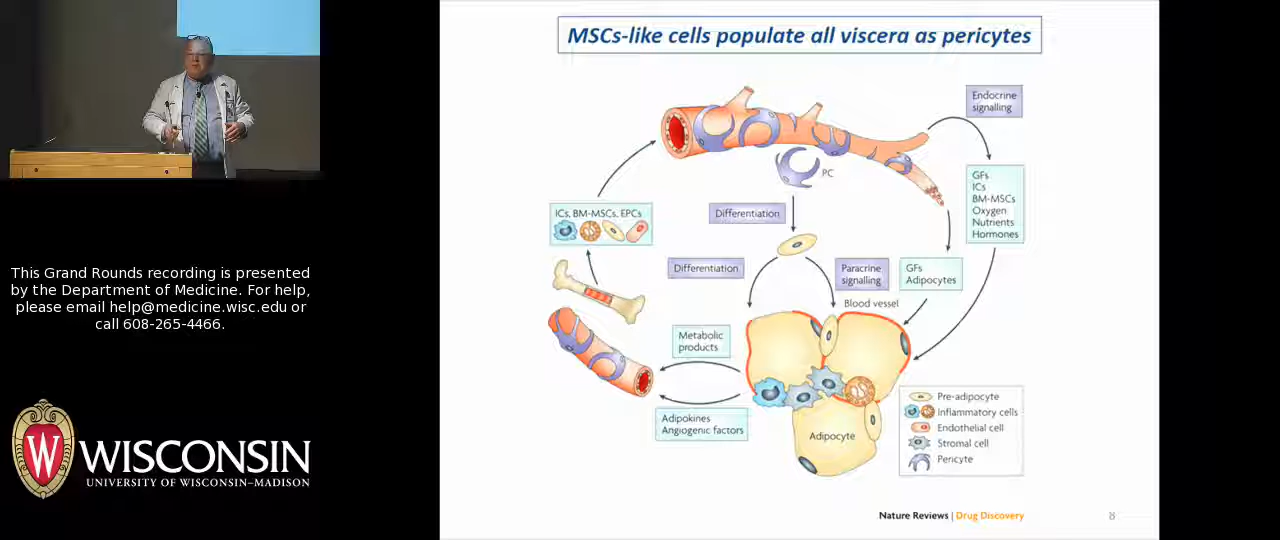 This Grand Rounds recording is presented
by the Department of Medicine. For help,
please email help@medicine.wisc.edu or
call 608-265-4466.
W
WISCONSIN
UNIVERSITY OF WISCONSIN–MADISON
MSCs-like cells populate all viscera as pericytes
Endocrine
signalling
PC
GFs
ICs
BM-MSCs
Oxygen
Nutrients
Hormones
ICs, BM-MSCs, EPCs
Differentiation
Differentiation
Paracrine
signalling
GFs
Adipocytes
Blood vessel
Metabolic
products
Adipokines
Angiogenic factors
Adipocyte
Pre-adipocyte
Inflammatory cells
Endothelial cell
Stromal cell
Pericyte
Nature Reviews | Drug Discovery
8